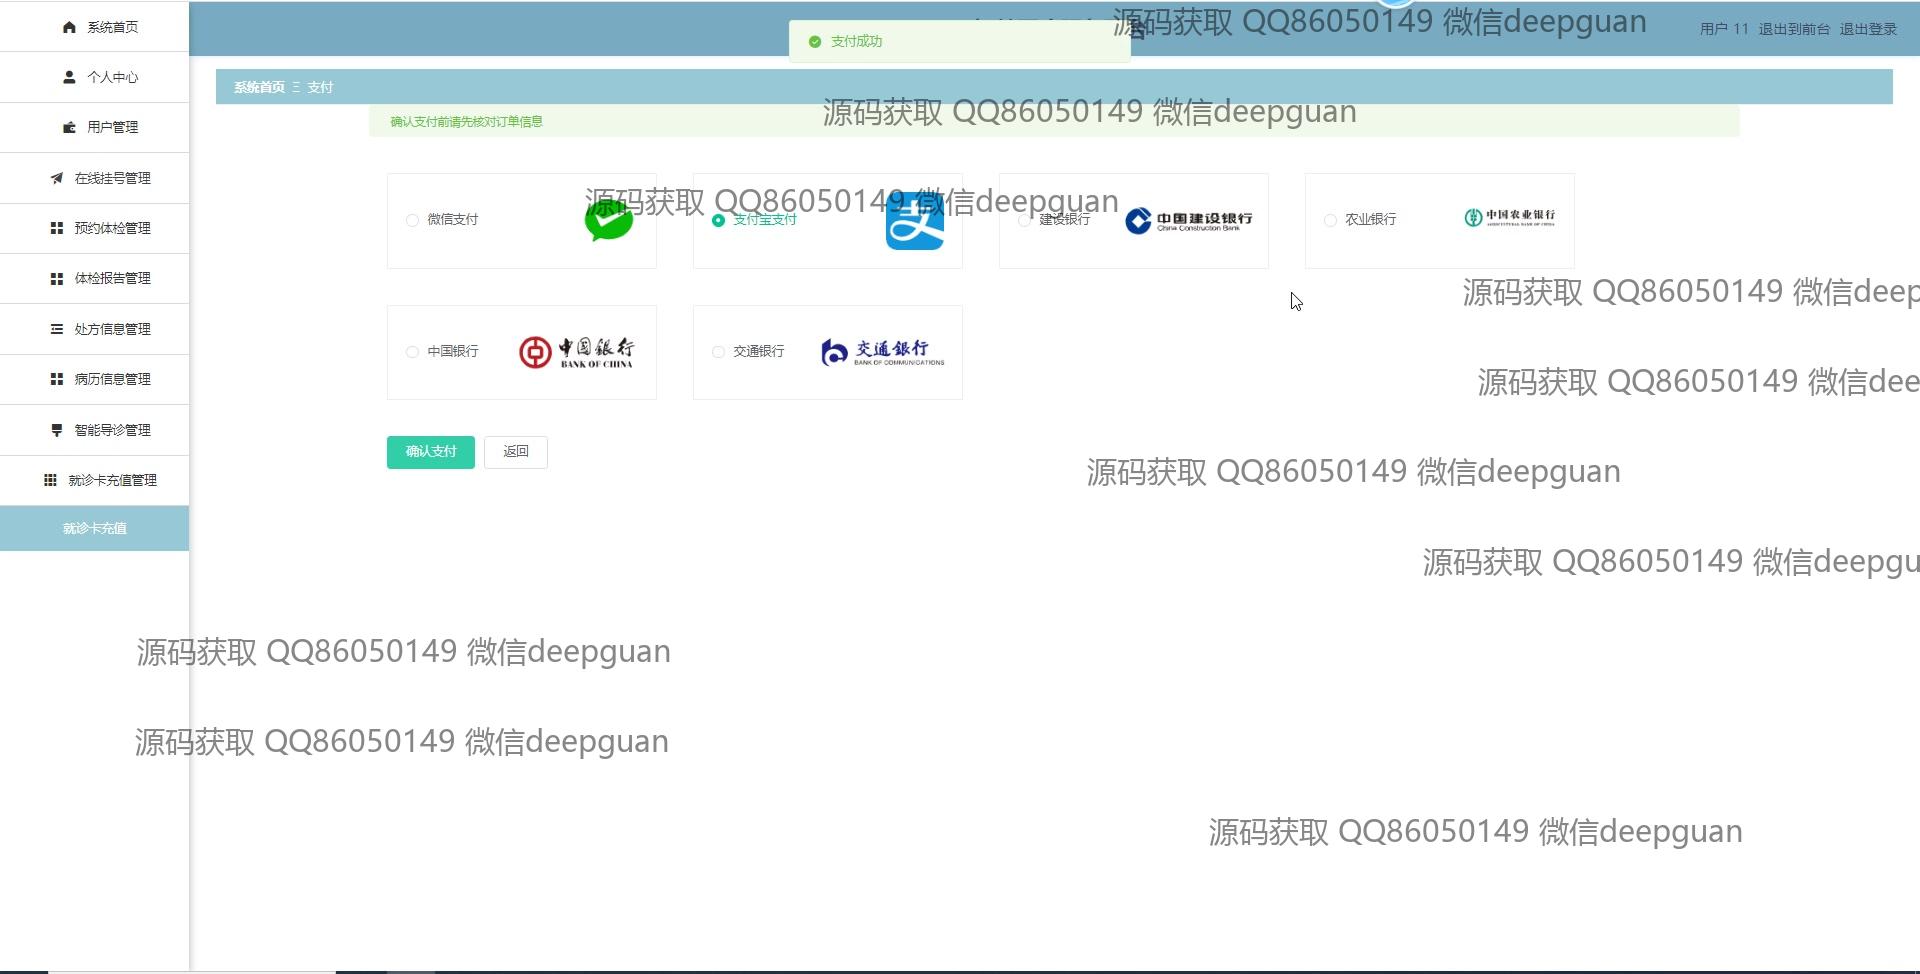 系统首页
个人中心
用户管理
在线挂号管理
预约体检管理
体检报告管理
处方信息管理
病历信息管理
智能导诊管理
就诊卡充值管理
就诊卡充值
支付成功
源码获取 QQ86050149 微信deepguan
用户 11 退出到前台 退出登录
系统首页 Ξ 支付
确认支付前请先核对订单信息
源码获取 QQ86050149 微信deepguan
源码获取 QQ86050149 微信deepguan
微信支付
支付宝支付
支
建设银行
中国建设银行
China Construction Bank
农业银行
中国农业银行
AGRICULTURAL BANK OF CHINA
源码获取 QQ86050149 微信deep
中国银行
中國銀行
BANK OF CHINA
交通银行
交通銀行
BANK OF COMMUNICATIONS
源码获取 QQ86050149 微信dee
确认支付
返回
源码获取 QQ86050149 微信deepguan
源码获取 QQ86050149 微信deepgu
源码获取 QQ86050149 微信deepguan
源码获取 QQ86050149 微信deepguan
源码获取 QQ86050149 微信deepguan